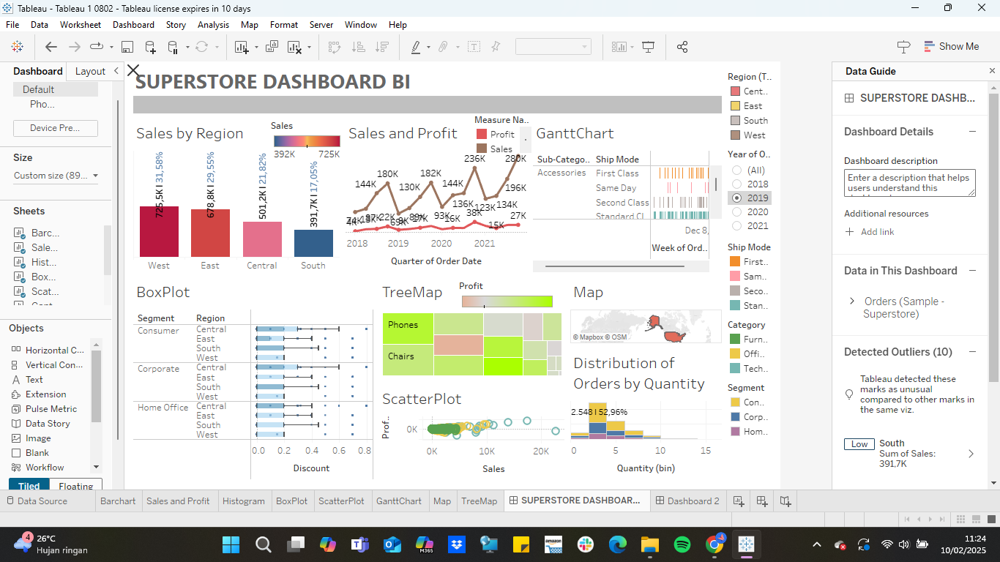 Tableau - Tableau 1 0802 - Tableau license expires in 10 days
File Data Worksheet Dashboard Story Analysis Map Format Server Window Help
Show Me
Dashboard Layout
Default
Pho...
Device Pre...
Size
Custom size (89...
Sheets
Barc...
Sale...
Hist...
Box...
Scat...
Objects
Horizontal C...
Vertical Con...
Text
Extension
Pulse Metric
Data Story
Image
Blank
Workflow
Tiled Floating
SUPERSTORE DASHBOARD BI
Sales by Region
Sales
392K 725K
725,5K I 31,58%
678,8K I 29,55%
501,2K I 21,82%
391,7K I 17,05%
West East Central South
Sales and Profit
Measure Na..
Profit
Sales
236K 280K
144K 180K 130K 182K 144K 196K
93K 136K 123K 134K
22K 16K 38K 15K 27K
2018 2019 2020 2021
Quarter of Order Date
GanttChart
Sub-Catego.. Ship Mode
Accessories First Class
Same Day
Second Class
Standard Cl
Dec 8,
Week of Ord..
BoxPlot
Segment Region
Consumer Central
East
South
West
Corporate Central
East
South
West
Home Office Central
East
South
West
0.0 0.2 0.4 0.6 0.8
Discount
TreeMap
Profit
Phones
Chairs
Map
© Mapbox © OSM
ScatterPlot
Prof..
0K
0K 10K 20K
Sales
Distribution of
Orders by Quantity
2.548 I 52,96%
0 5 10 15
Quantity (bin)
Region (T..
Cent..
East
South
West
Year of O..
(All)
2018
2019
2020
2021
Ship Mode
First..
Sam..
Seco..
Stan..
Category
Furn..
Offi..
Tech..
Segment
Con..
Corp..
Hom..
Data Guide
SUPERSTORE DASHB...
Dashboard Details
Dashboard description
Enter a description that helps
users understand this
Additional resources
Add link
Data in This Dashboard
Orders (Sample -
Superstore)
Detected Outliers (10)
Tableau detected these
marks as unusual
compared to other marks in
the same viz.
Low South
Sum of Sales:
391,7K
Data Source Barchart Sales and Profit Histogram BoxPlot ScatterPlot GanttChart Map TreeMap SUPERSTORE DASHBOAR... Dashboard 2
4
26°C
Hujan ringan
M365
amazon
11:24
10/02/2025